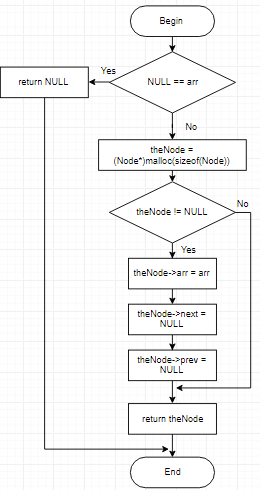 Begin
NULL == arr
Yes
return NULL
No
theNode =
(Node*)malloc(sizeof(Node))
theNode != NULL
No
Yes
theNode->arr = arr
theNode->next =
NULL
theNode->prev =
NULL
return theNode
End